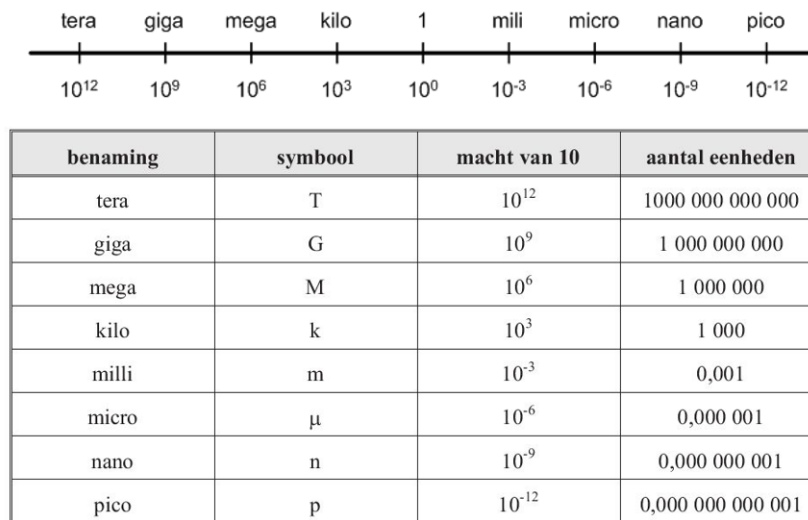 tera giga mega kilo 1 mili micro nano pico
10¹² 10⁹ 10⁶ 10³ 10⁰ 10⁻³ 10⁻⁶ 10⁻⁹ 10⁻¹²
benaming symbool macht van 10 aantal eenheden
tera T 10¹² 1000 000 000 000
giga G 10⁹ 1 000 000 000
mega M 10⁶ 1 000 000
kilo k 10³ 1 000
milli m 10⁻³ 0,001
micro μ 10⁻⁶ 0,000 001
nano n 10⁻⁹ 0,000 000 001
pico p 10⁻¹² 0,000 000 000 001